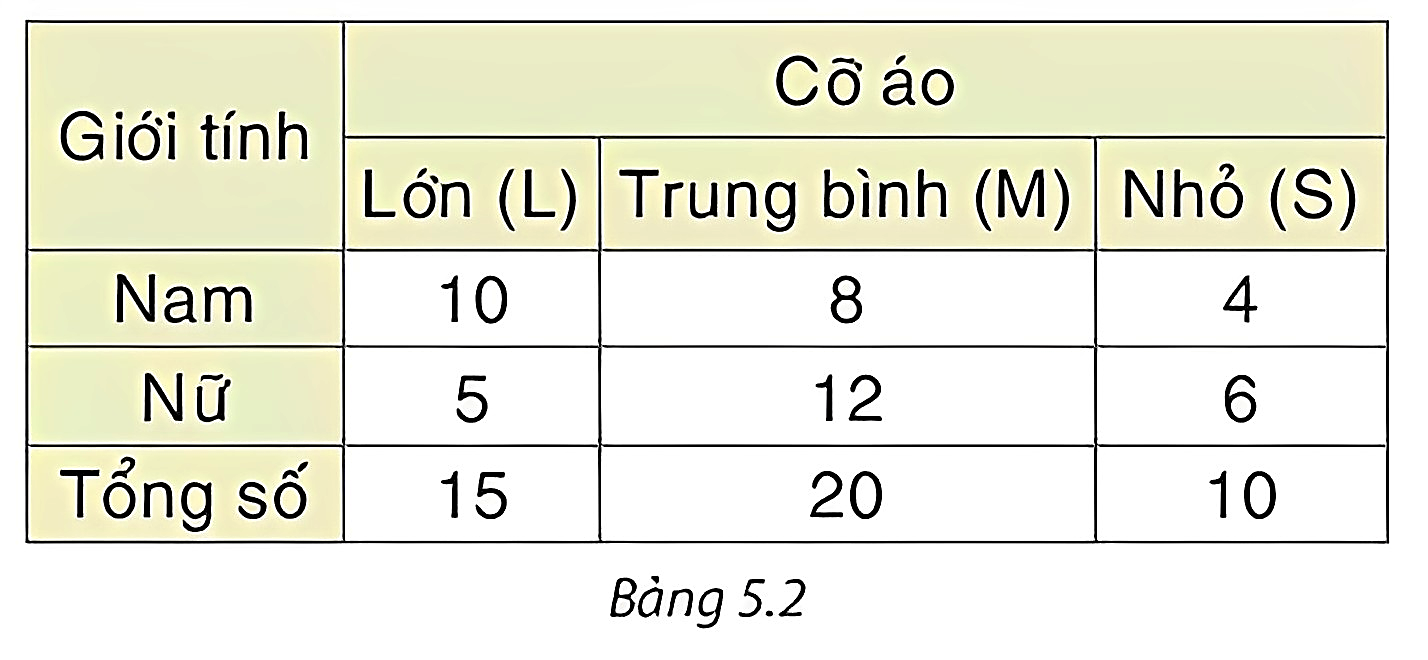 Giới tính Cỡ áo
Lớn (L) Trung bình (M) Nhỏ (S)
Nam 10 8 4
Nữ 5 12 6
Tổng số 15 20 10
Bảng 5.2